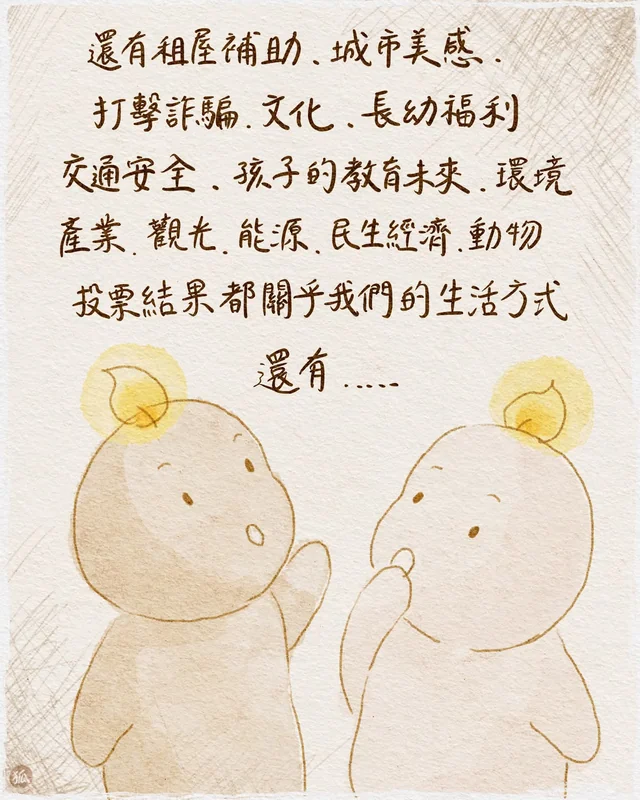 還有租屋補助、城市美感、
打擊詐騙、文化、長幼福利
交通安全、孩子的教育未來、環境
產業、觀光、能源、民生經濟、動物
投票結果都關乎我們的生活方式
還有.....
狐